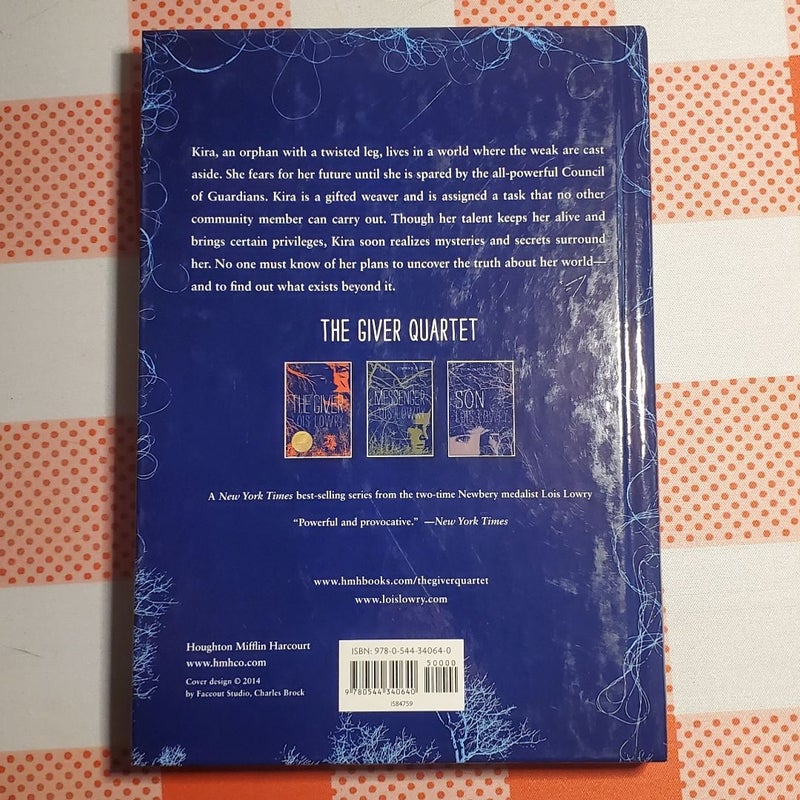 Kira, an orphan with a twisted leg, lives in a world where the weak are cast
aside. She fears for her future until she is spared by the all-powerful Council
of Guardians. Kira is a gifted weaver and is assigned a task that no other
community member can carry out. Though her talent keeps her alive and
brings certain privileges, Kira soon realizes mysteries and secrets surround
her. No one must know of her plans to uncover the truth about her world—
and to find out what exists beyond it.
THE GIVER QUARTET
THE GIVER
LOIS LOWRY
MESSENGER
LOIS LOWRY
SON
LOIS LOWRY
A New York Times best-selling series from the two-time Newbery medalist Lois Lowry
“Powerful and provocative.” —New York Times
www.hmhbooks.com/thegiverquartet
www.loislowry.com
Houghton Mifflin Harcourt
www.hmhco.com
Cover design © 2014
by Faceout Studio, Charles Brock
ISBN: 978-0-544-34064-0
50000
9 780544 340640
1584759